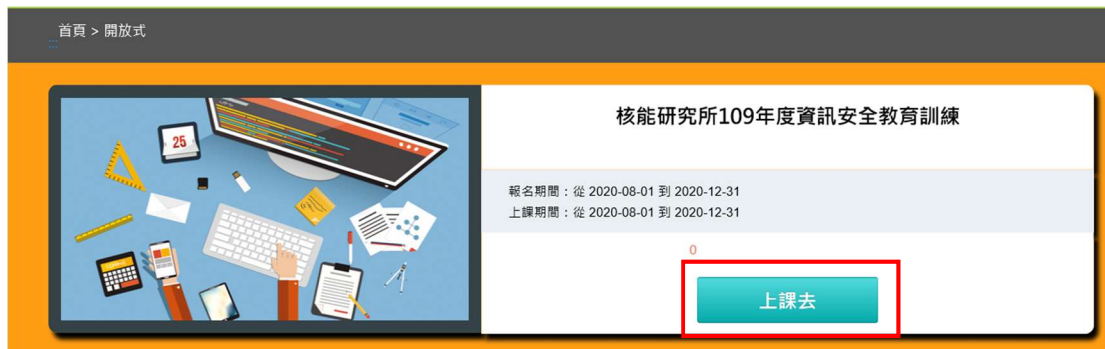 首頁 > 開放式
:::
25
核能研究所109年度資訊安全教育訓練
報名期間：從 2020-08-01 到 2020-12-31
上課期間：從 2020-08-01 到 2020-12-31
0
上課去